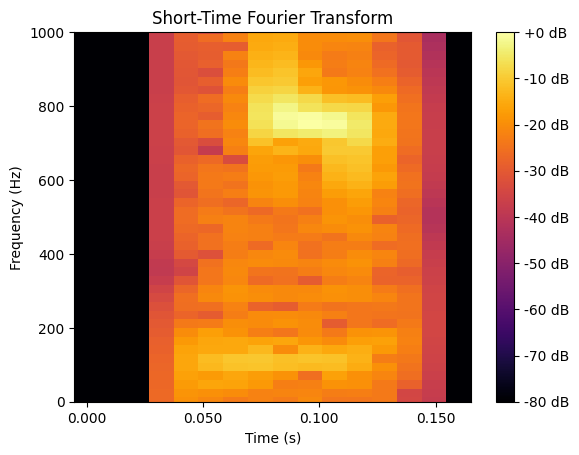 Short-Time Fourier Transform
Frequency (Hz)
1000
800
600
400
200
0
0.000
0.050
0.100
0.150
Time (s)
+0 dB
-10 dB
-20 dB
-30 dB
-40 dB
-50 dB
-60 dB
-70 dB
-80 dB